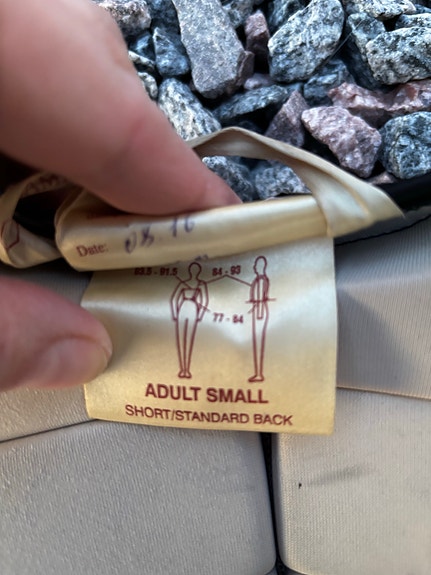 Date: 08.16
83.5 - 91.5 84 - 93
77 - 84
ADULT SMALL
SHORT/STANDARD BACK